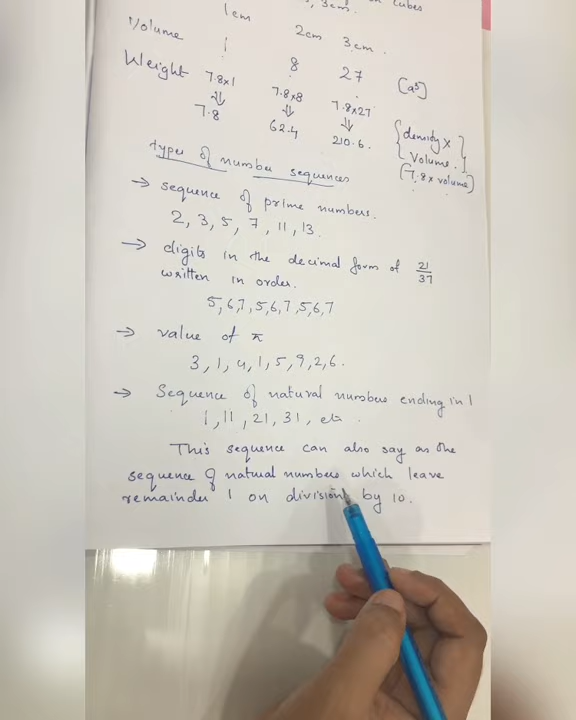 cubes
, 3cm.
1cm 2cm 3cm.
Volume 1 8 27 [a³]
Weight 7.8x1 7.8x8 7.8x27
⇓ ⇓ ⇓
7.8 62.4 210.6.
{density x
Volume.}
(7.8 x volume)
types of number sequences
→ sequence of prime numbers.
2, 3, 5, 7, 11, 13.
→ digits in the decimal form of 21/37
written in order.
5,6,7,5,6,7,5,6,7
→ value of π
3, 1, 4, 1, 5, 9, 2, 6.
→ Sequence of natural numbers ending in 1
1, 11, 21, 31, etc.
This sequence can also say as the
sequence of natural numbers which leave
remainder 1 on division by 10.